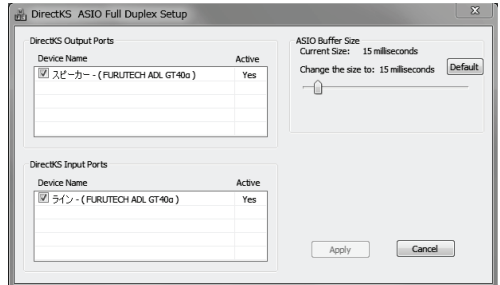 DirectKS ASIO Full Duplex Setup
DirectKS Output Ports
Device Name Active
スピーカー - ( FURUTECH ADL GT40α ) Yes
DirectKS Input Ports
Device Name Active
ライン - ( FURUTECH ADL GT40α ) Yes
ASIO Buffer Size
Current Size: 15 milliseconds
Change the size to: 15 milliseconds Default
Apply Cancel